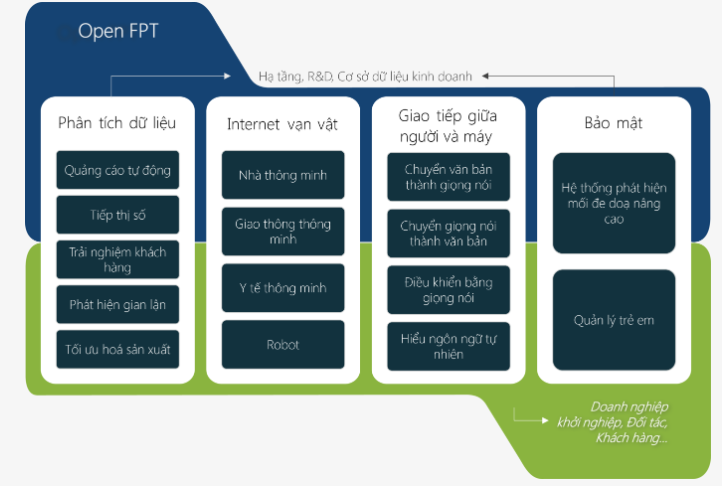 Open FPT
Hạ tầng, R&D, Cơ sở dữ liệu kinh doanh
Phân tích dữ liệu
Quảng cáo tự động
Tiếp thị số
Trải nghiệm khách
hàng
Phát hiện gian lận
Tối ưu hoá sản xuất
Internet vạn vật
Nhà thông minh
Giao thông thông
minh
Y tế thông minh
Robot
Giao tiếp giữa
người và máy
Chuyển văn bản
thành giọng nói
Chuyển giọng nói
thành văn bản
Điều khiển bằng
giọng nói
Hiểu ngôn ngữ tự
nhiên
Bảo mật
Hệ thống phát hiện
mối đe doạ nâng
cao
Quản lý trẻ em
Doanh nghiệp
khởi nghiệp, Đối tác,
Khách hàng...